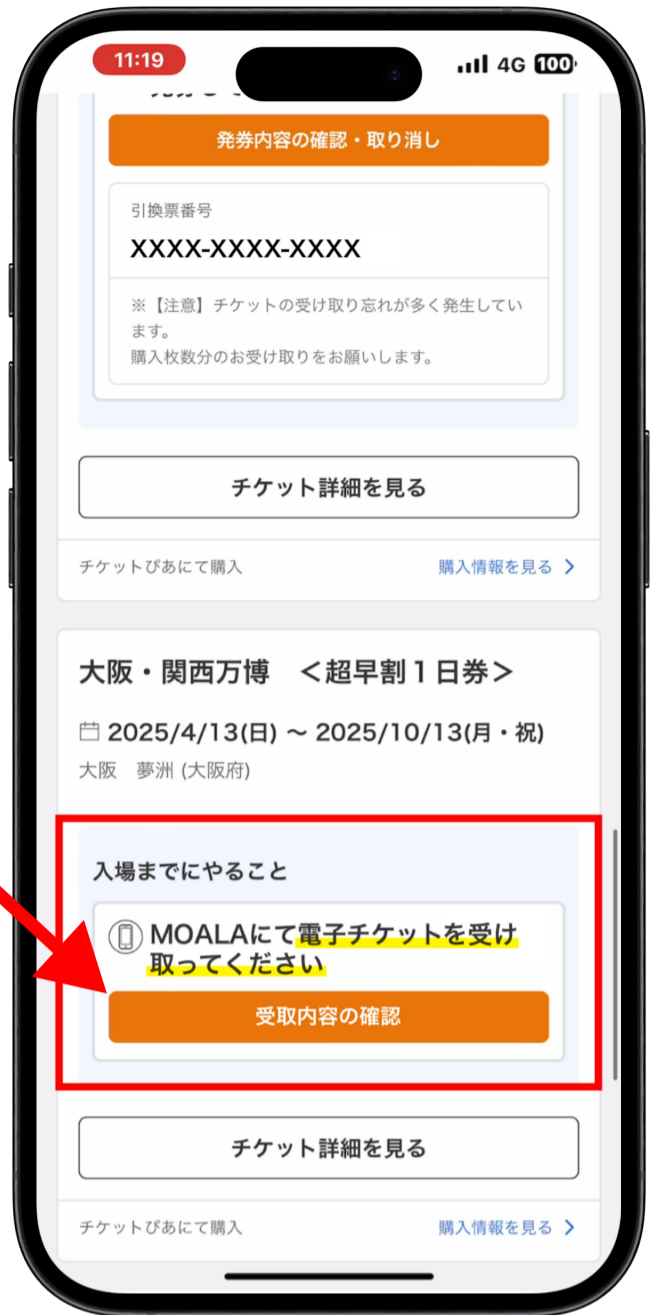 11:19
4G 100
発券内容の確認・取り消し
引換票番号
XXXX-XXXX-XXXX
※【注意】チケットの受け取り忘れが多く発生してい
ます。
購入枚数分のお受け取りをお願いします。
チケット詳細を見る
チケットぴあにて購入
購入情報を見る
大阪・関西万博　＜超早割１日券＞
2025/4/13(日) ～ 2025/10/13(月・祝)
大阪　夢洲 (大阪府)
入場までにやること
MOALAにて電子チケットを受け
取ってください
受取内容の確認
チケット詳細を見る
チケットぴあにて購入
購入情報を見る